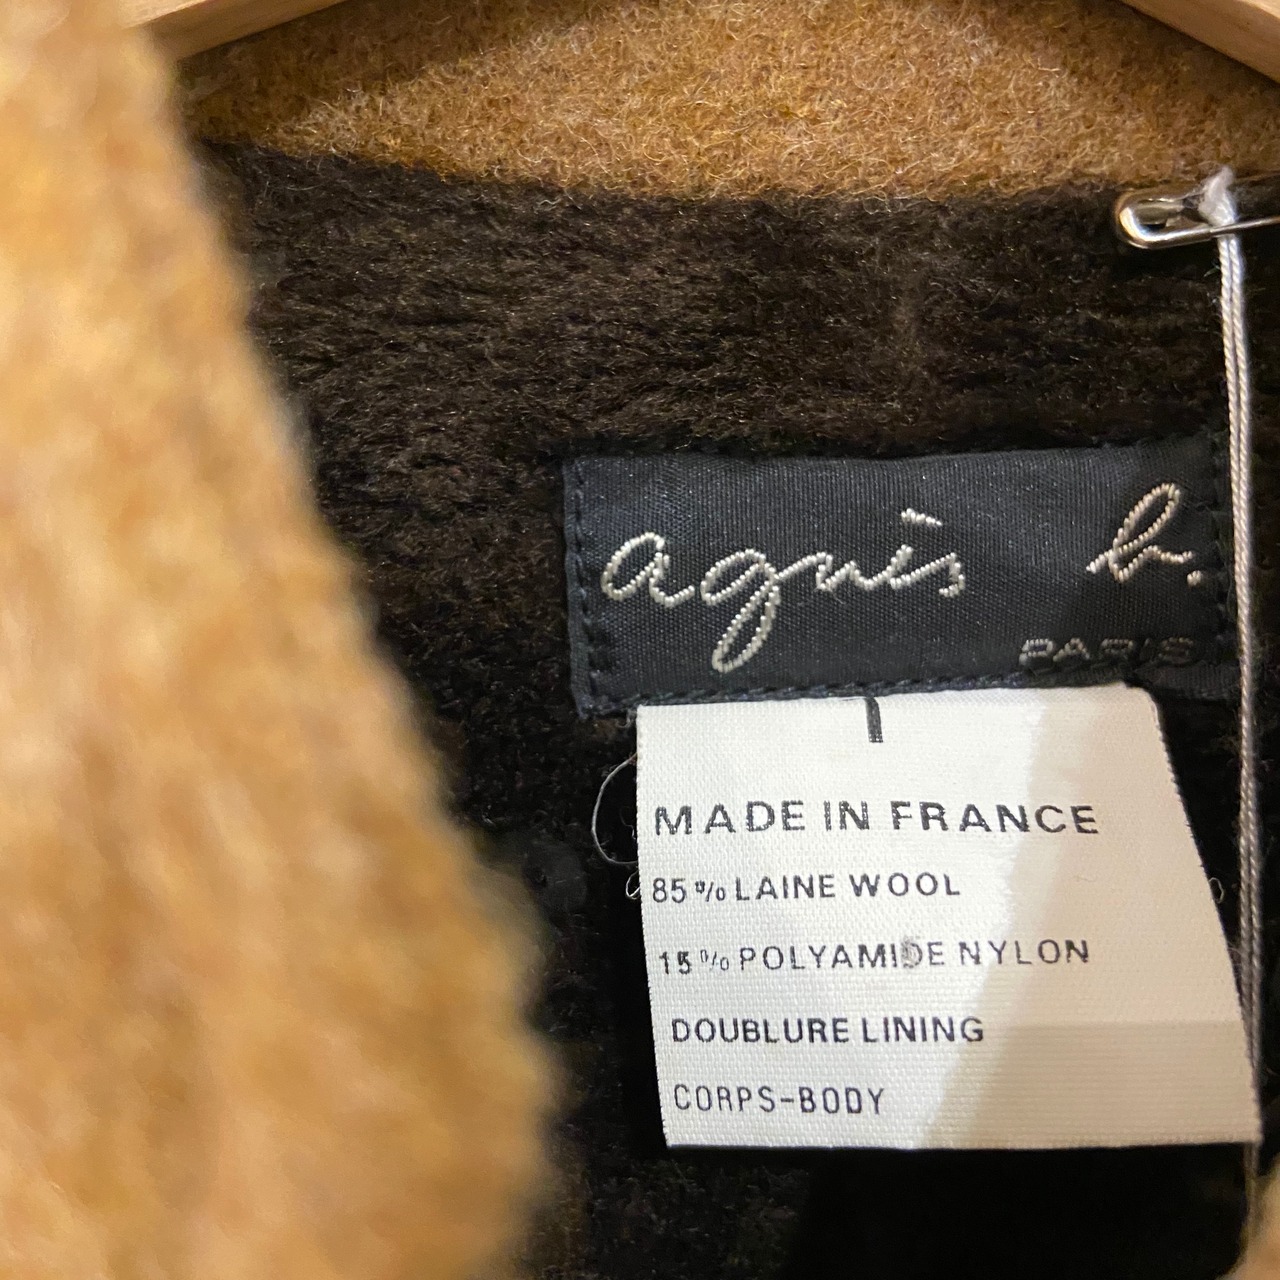 agnès b.
PARIS
1
MADE IN FRANCE
85% LAINE WOOL
15% POLYAMIDE NYLON
DOUBLURE LINING
CORPS-BODY